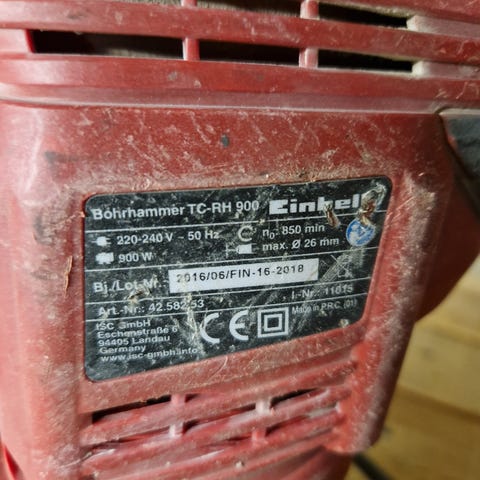 Bohrhammer TC-RH 900 Einhell
220-240 V ~ 50 Hz n0: 850 min
900 W max. Ø 26 mm
Bj./Lot-Nr.: 2016/06/FIN-16-2018
Art.-Nr.: 42.582.53 I.-Nr.: 11015
Made in P.R.C. (01)
ISC GmbH
Eschenstraße 6
94405 Landau
Germany
www.isc-gmbh.info
CE